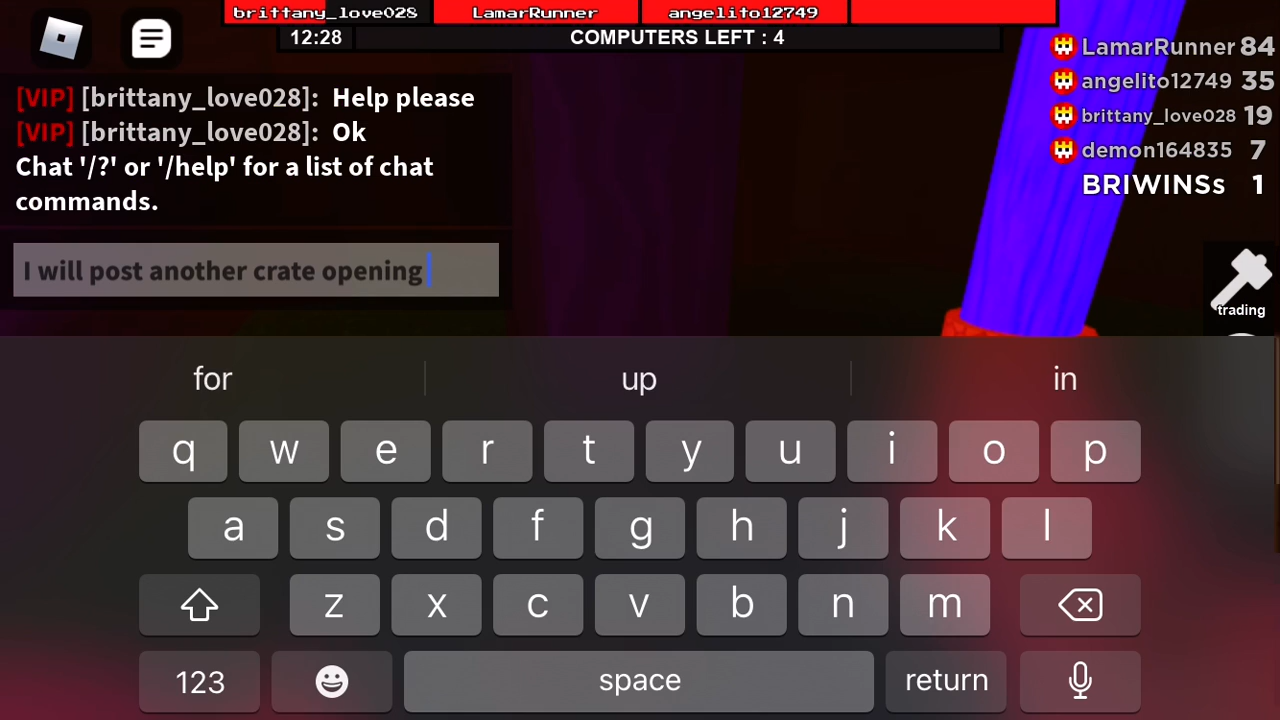 brittany_love028 LamarRunner angelito12749
12:28 COMPUTERS LEFT : 4
LamarRunner 84
angelito12749 35
brittany_love028 19
demon164835 7
BRIWINSs 1
[VIP] [brittany_love028]: Help please
[VIP] [brittany_love028]: Ok
Chat '/?' or '/help' for a list of chat
commands.
I will post another crate opening
trading
for up in
q w e r t y u i o p
a s d f g h j k l
z x c v b n m
123 space return